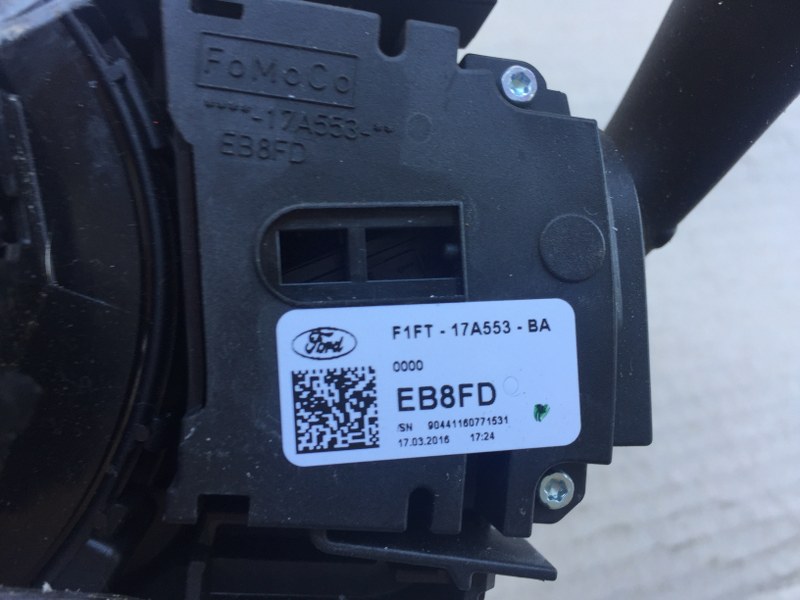 FoMoCo
****-17A553-**
EB8FD
Ford
F1FT - 17A553 - BA
0000
EB8FD
/SN 90441160771531
17.03.2016 17:24